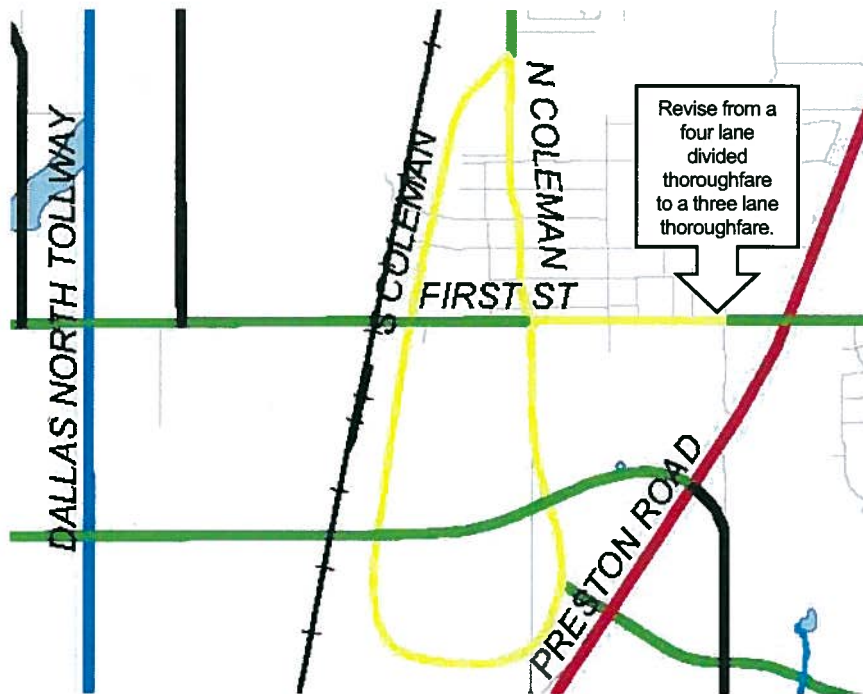 DALLAS NORTH TOLLWAY
S COLEMAN
N COLEMAN
Revise from a
four lane
divided
thoroughfare
to a three lane
thoroughfare.
FIRST ST
PRESTON ROAD